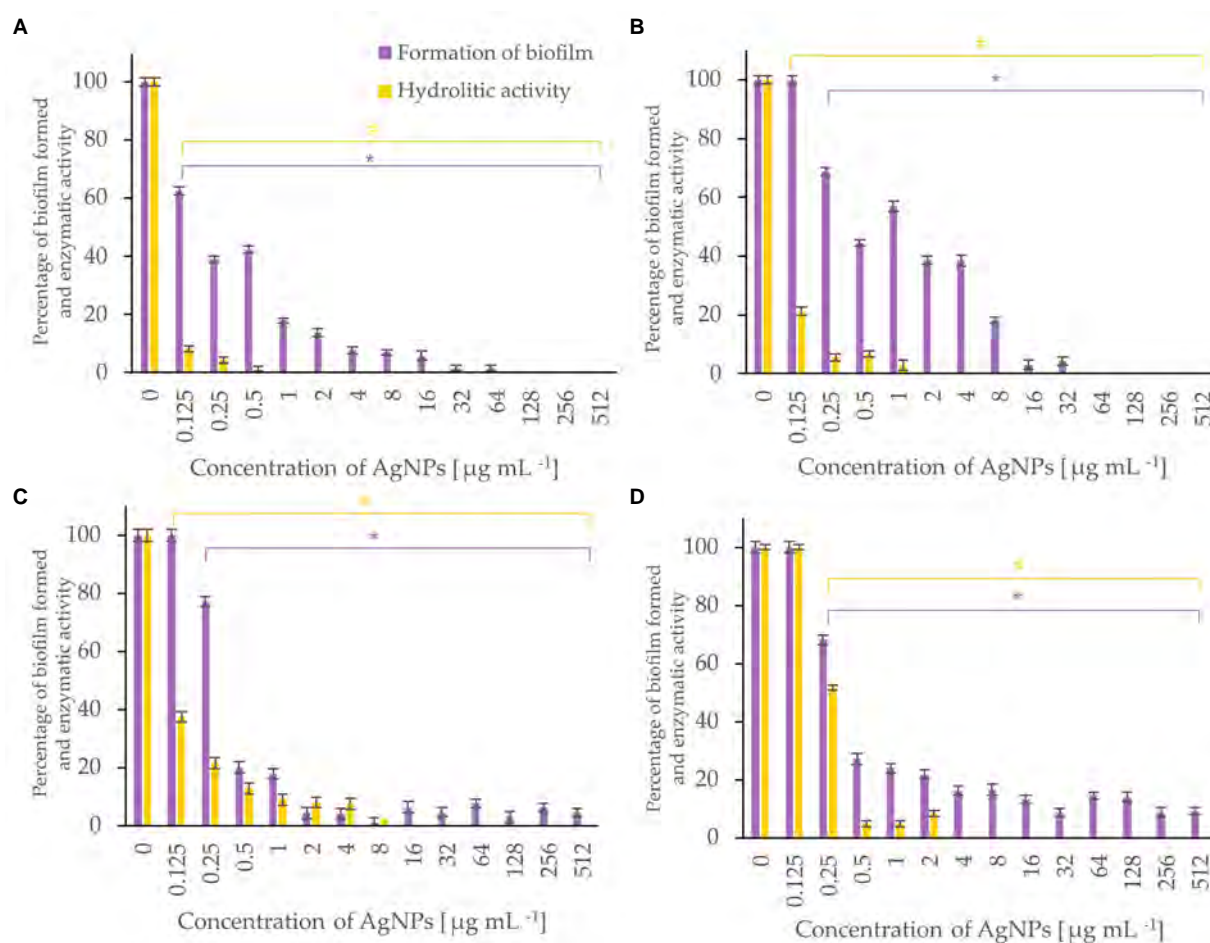 A
Formation of biofilm
Hydrolitic activity
Percentage of biofilm formed
and enzymatic activity
100
80
60
40
20
0
*
0 0.125 0.25 0.5 1 2 4 8 16 32 64 128 256 512
Concentration of AgNPs [ µg mL -1]
B
Percentage of biofilm formed
and enzymatic activity
100
80
60
40
20
0
*
0 0.125 0.25 0.5 1 2 4 8 16 32 64 128 256 512
Concentration of AgNPs [ µg mL -1]
C
Percentage of biofilm formed
and enzymatic activity
100
80
60
40
20
0
*
0 0.125 0.25 0.5 1 2 4 8 16 32 64 128 256 512
Concentration of AgNPs [ µg mL -1]
D
Percentage of biofilm formed
and enzymatic activity
100
80
60
40
20
0
*
0 0.125 0,25 0.5 1 2 4 8 16 32 64 128 256 512
Concentration of AgNPs [ µg mL -1]